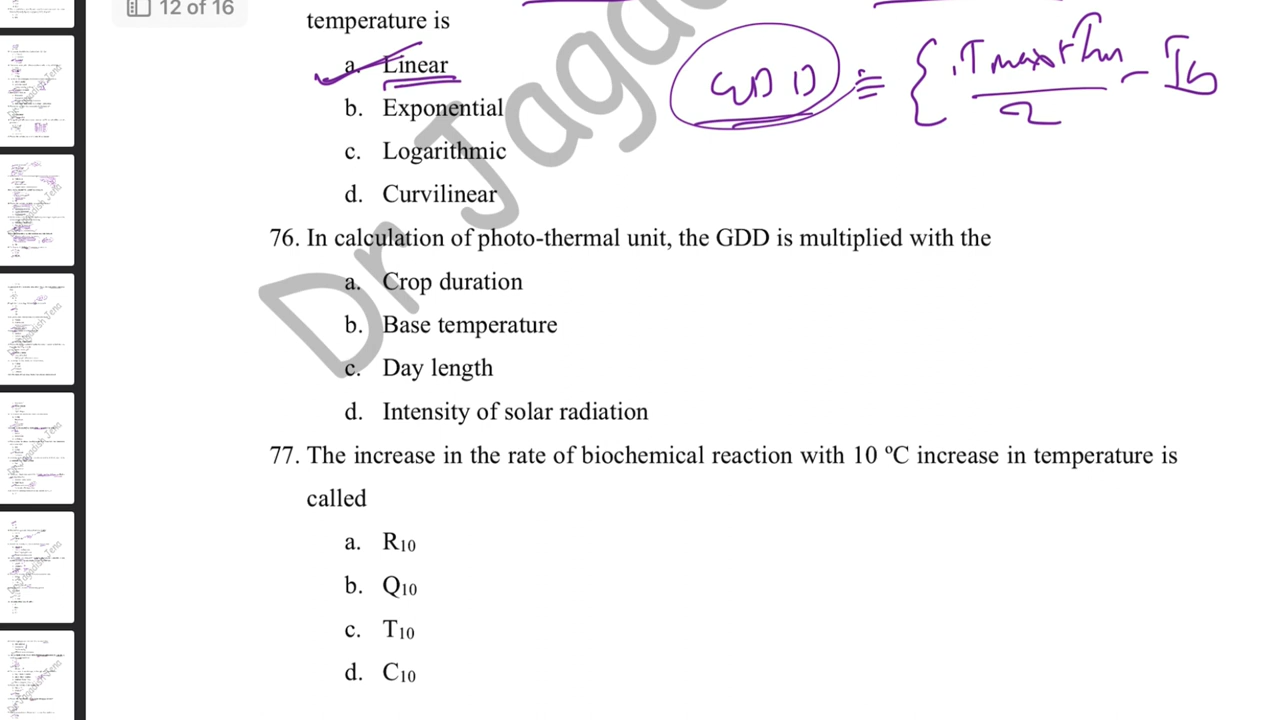 12 of 16
temperature is
a. Linear
b. Exponential
c. Logarithmic
d. Curvilinear
GDD ≡ { Tmax + Tmin / 2 - Tb
76. In calculation of photo-thermal unit, the GDD is multiplied with the
a. Crop duration
b. Base temperature
c. Day length
d. Intensity of solar radiation
77. The increase in the rate of biochemical reaction with 10 ºC increase in temperature is
called
a. R10
b. Q10
c. T10
d. C10
Dr Jaga